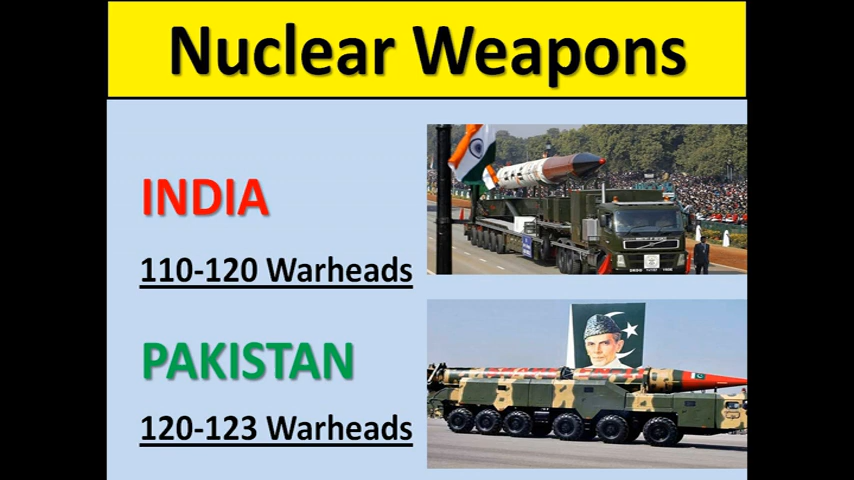 Nuclear Weapons
INDIA
110-120 Warheads
PAKISTAN
120-123 Warheads